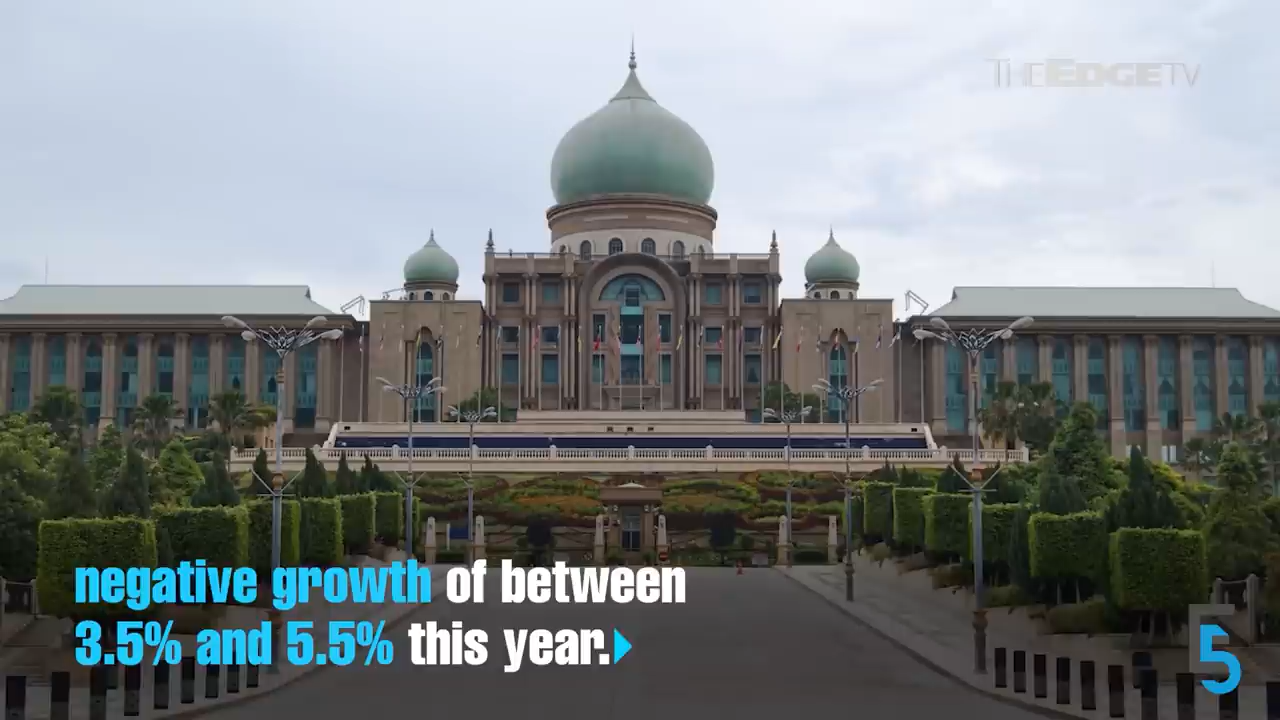 THEEDGETV
negative growth of between
3.5% and 5.5% this year.
5